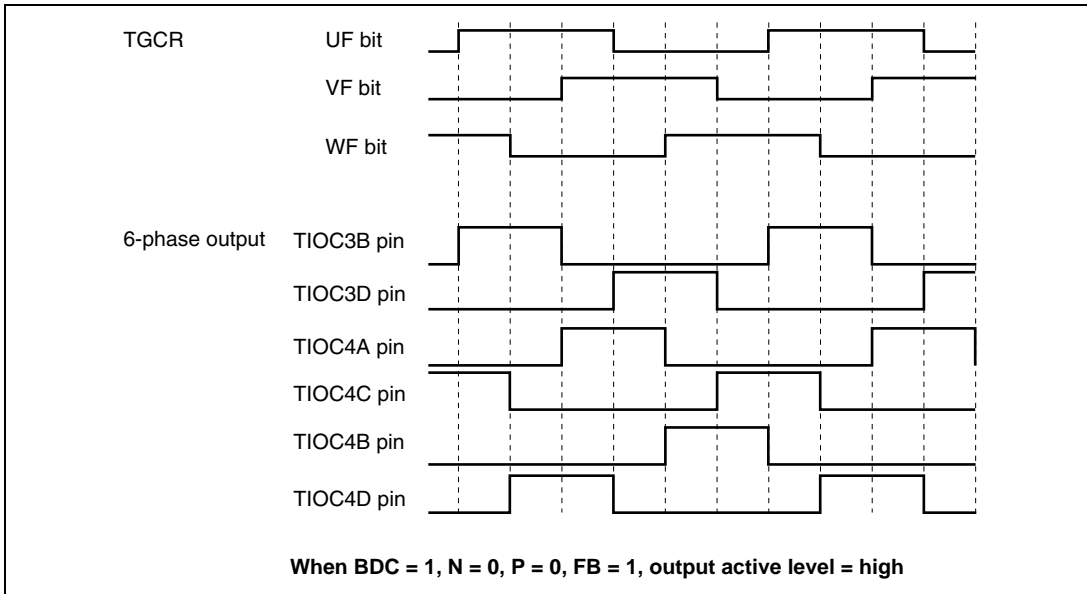 TGCR UF bit
VF bit
WF bit
6-phase output TIOC3B pin
TIOC3D pin
TIOC4A pin
TIOC4C pin
TIOC4B pin
TIOC4D pin
When BDC = 1, N = 0, P = 0, FB = 1, output active level = high